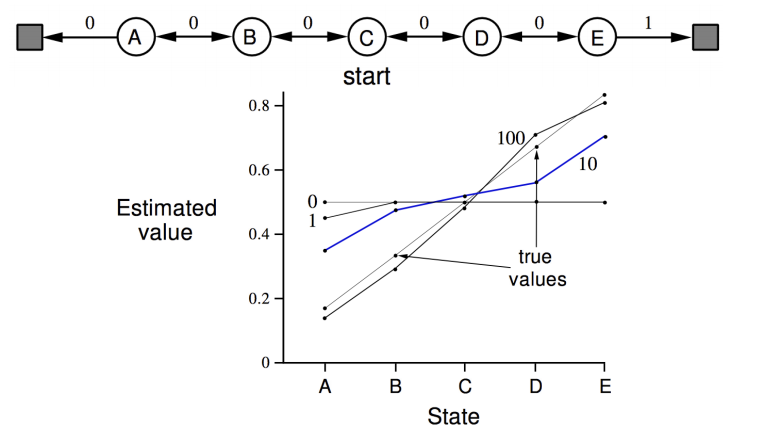 0 0 0 0 0 1
A B C D E
start
0.8
100
0.6
10
0
1
Estimated
value
0.4
true
values
0.2
0
A B C D E
State